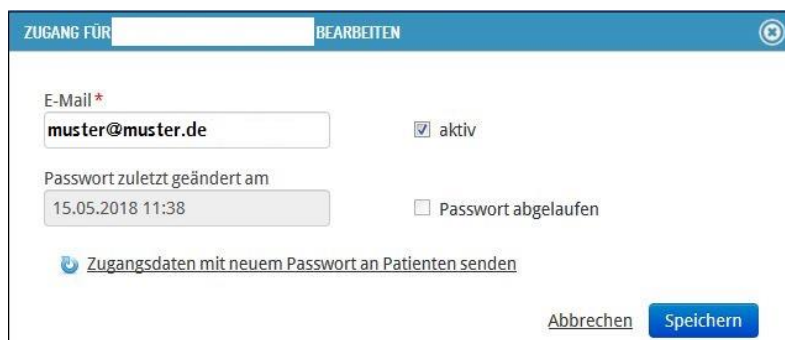 ZUGANG FÜR BEARBEITEN
E-Mail *
muster@muster.de
aktiv
Passwort zuletzt geändert am
15.05.2018 11:38
Passwort abgelaufen
Zugangsdaten mit neuem Passwort an Patienten senden
Abbrechen Speichern